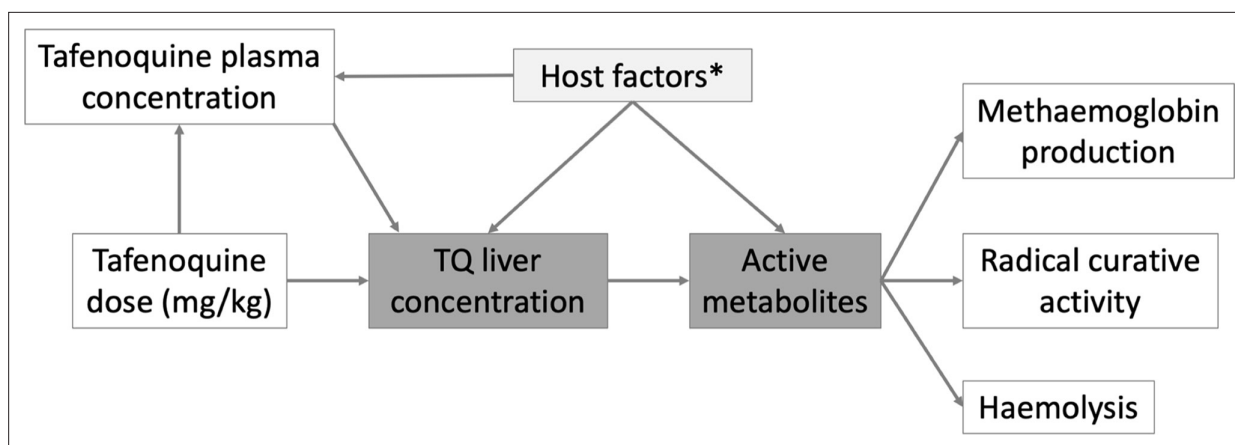 Tafenoquine plasma
concentration
Host factors*
Methaemoglobin
production
Tafenoquine
dose (mg/kg)
TQ liver
concentration
Active
metabolites
Radical curative
activity
Haemolysis